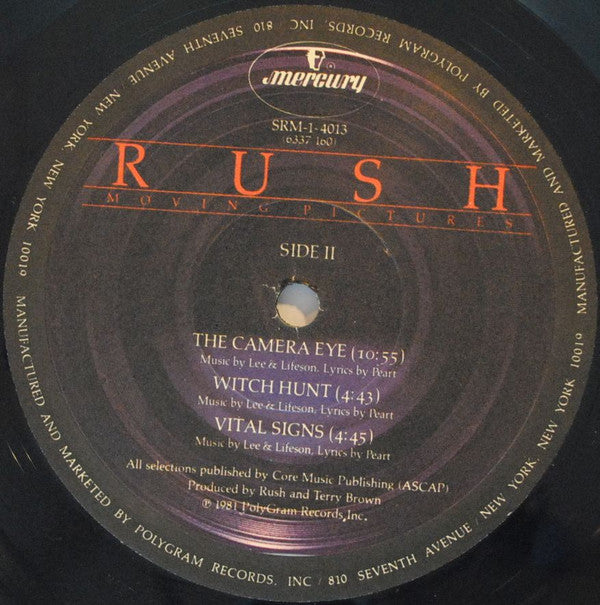 mercury
SRM-1-4013
(6337 160)
RUSH
MOVING PICTURES
SIDE II
THE CAMERA EYE (10:55)
Music by Lee & Lifeson, Lyrics by Peart
WITCH HUNT (4:43)
Music by Lee & Lifeson, Lyrics by Peart
VITAL SIGNS (4:45)
Music by Lee & Lifeson, Lyrics by Peart
All selections published by Core Music Publishing (ASCAP)
Produced by Rush and Terry Brown
℗ 1981 PolyGram Records, Inc.
MANUFACTURED AND MARKETED BY POLYGRAM RECORDS, INC / 810 SEVENTH AVENUE / NEW YORK, NEW YORK 10019
MANUFACTURED AND MARKETED BY POLYGRAM RECORDS, INC / 810 SEVENTH AVENUE NEW YORK, NEW YORK 10019